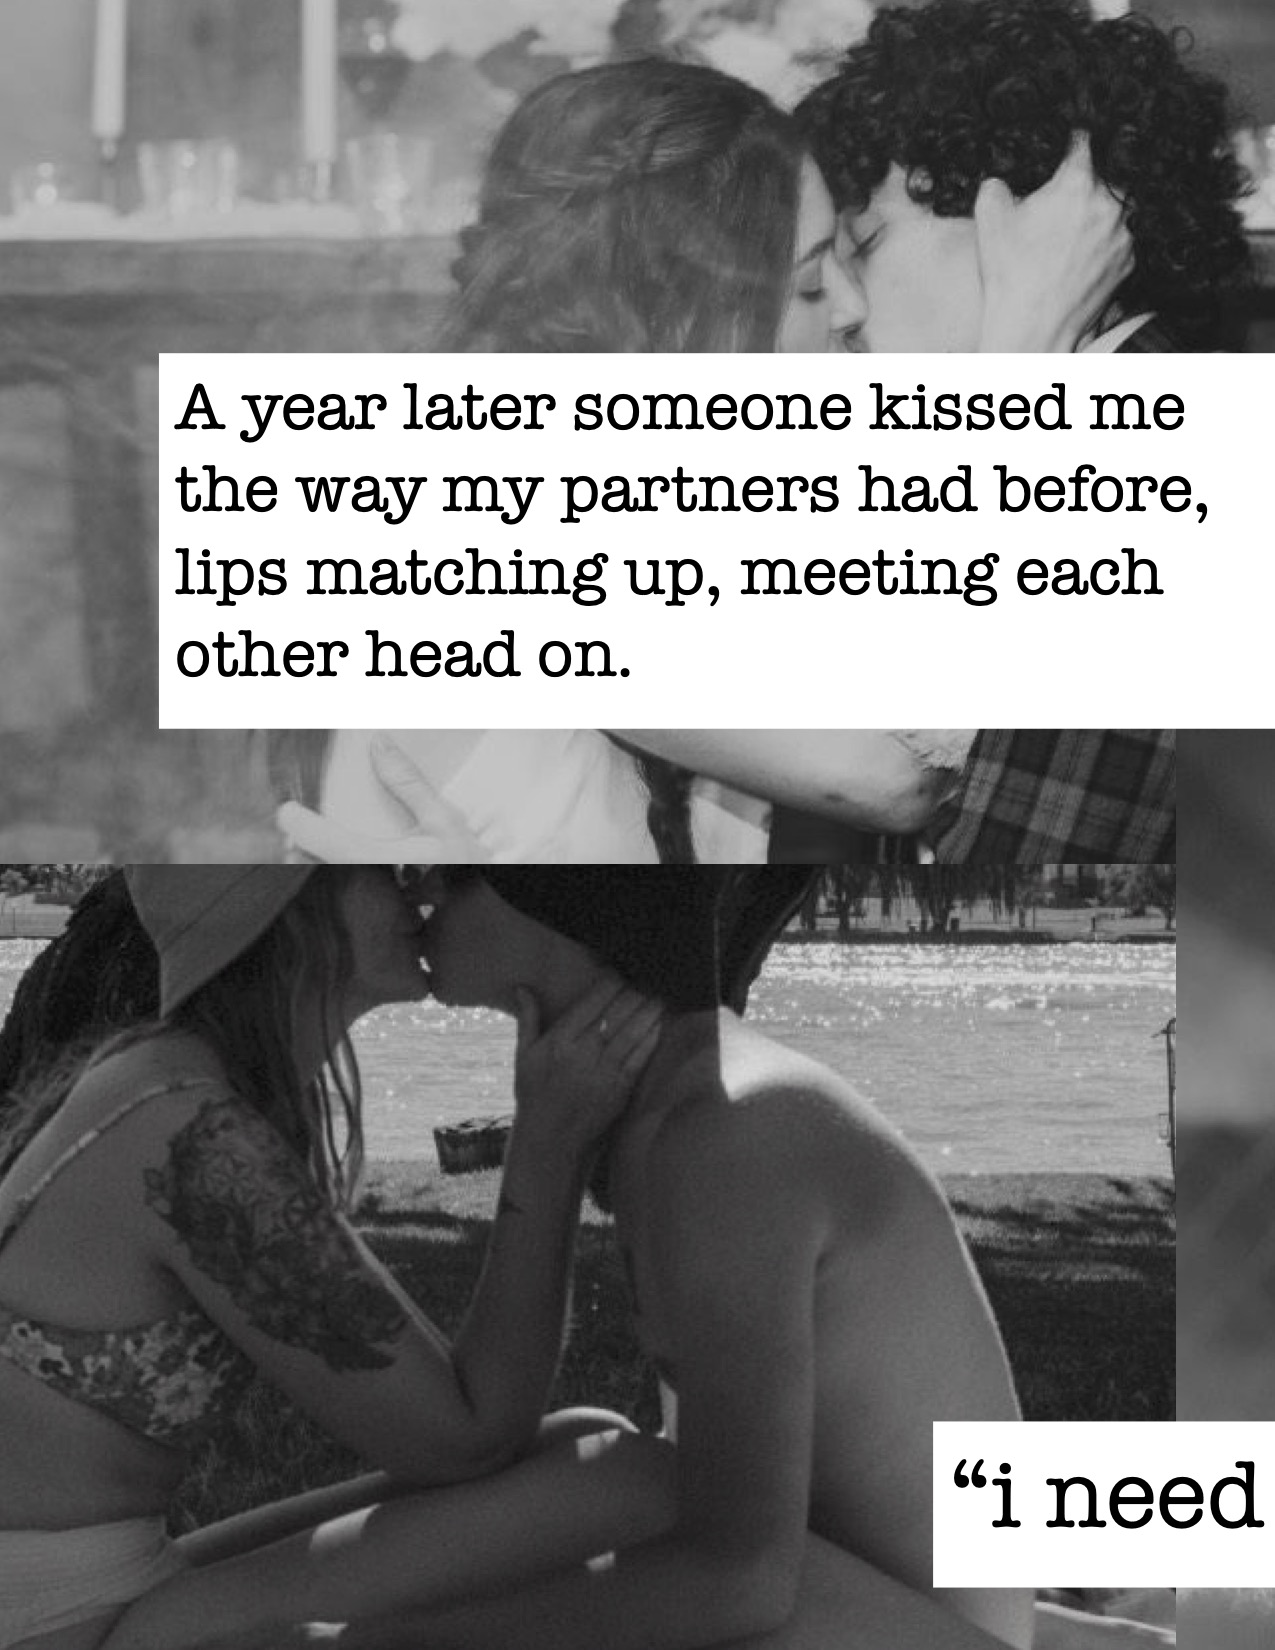 A year later someone kissed me
the way my partners had before,
lips matching up, meeting each
other head on.
“i need